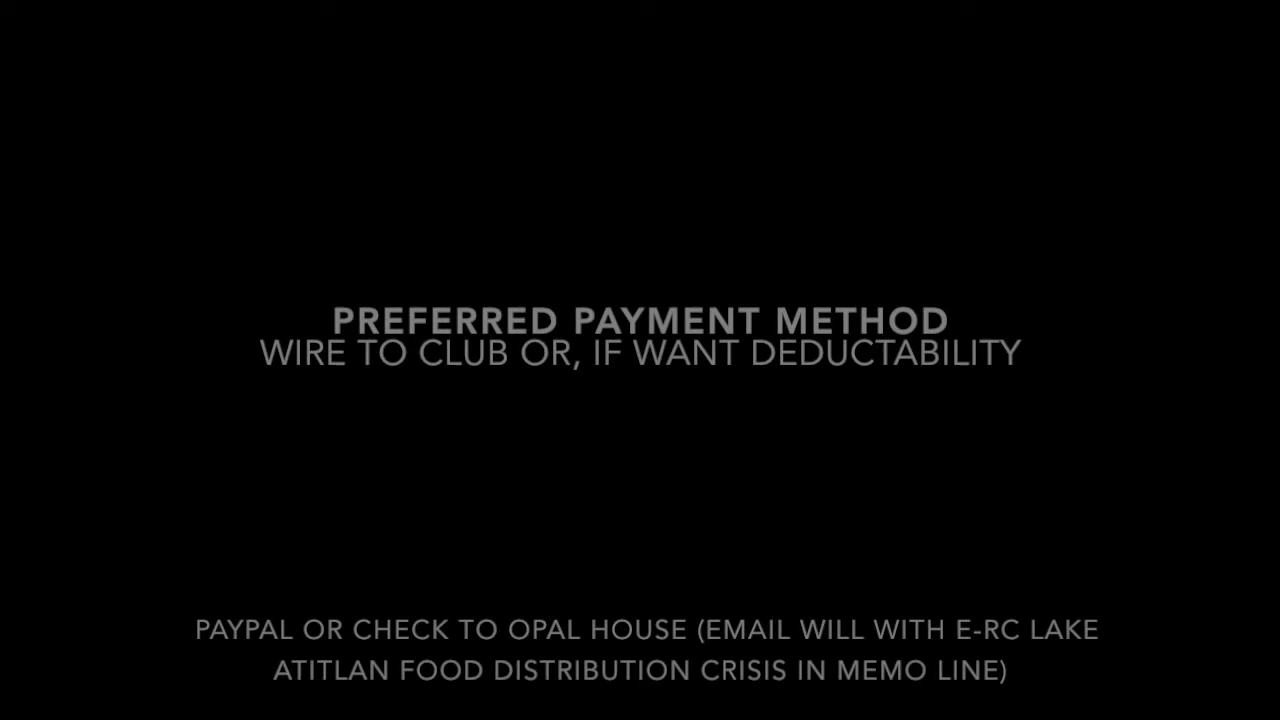 PREFERRED PAYMENT METHOD
WIRE TO CLUB OR, IF WANT DEDUCTABILITY
PAYPAL OR CHECK TO OPAL HOUSE (EMAIL WILL WITH E-RC LAKE
ATITLAN FOOD DISTRIBUTION CRISIS IN MEMO LINE)